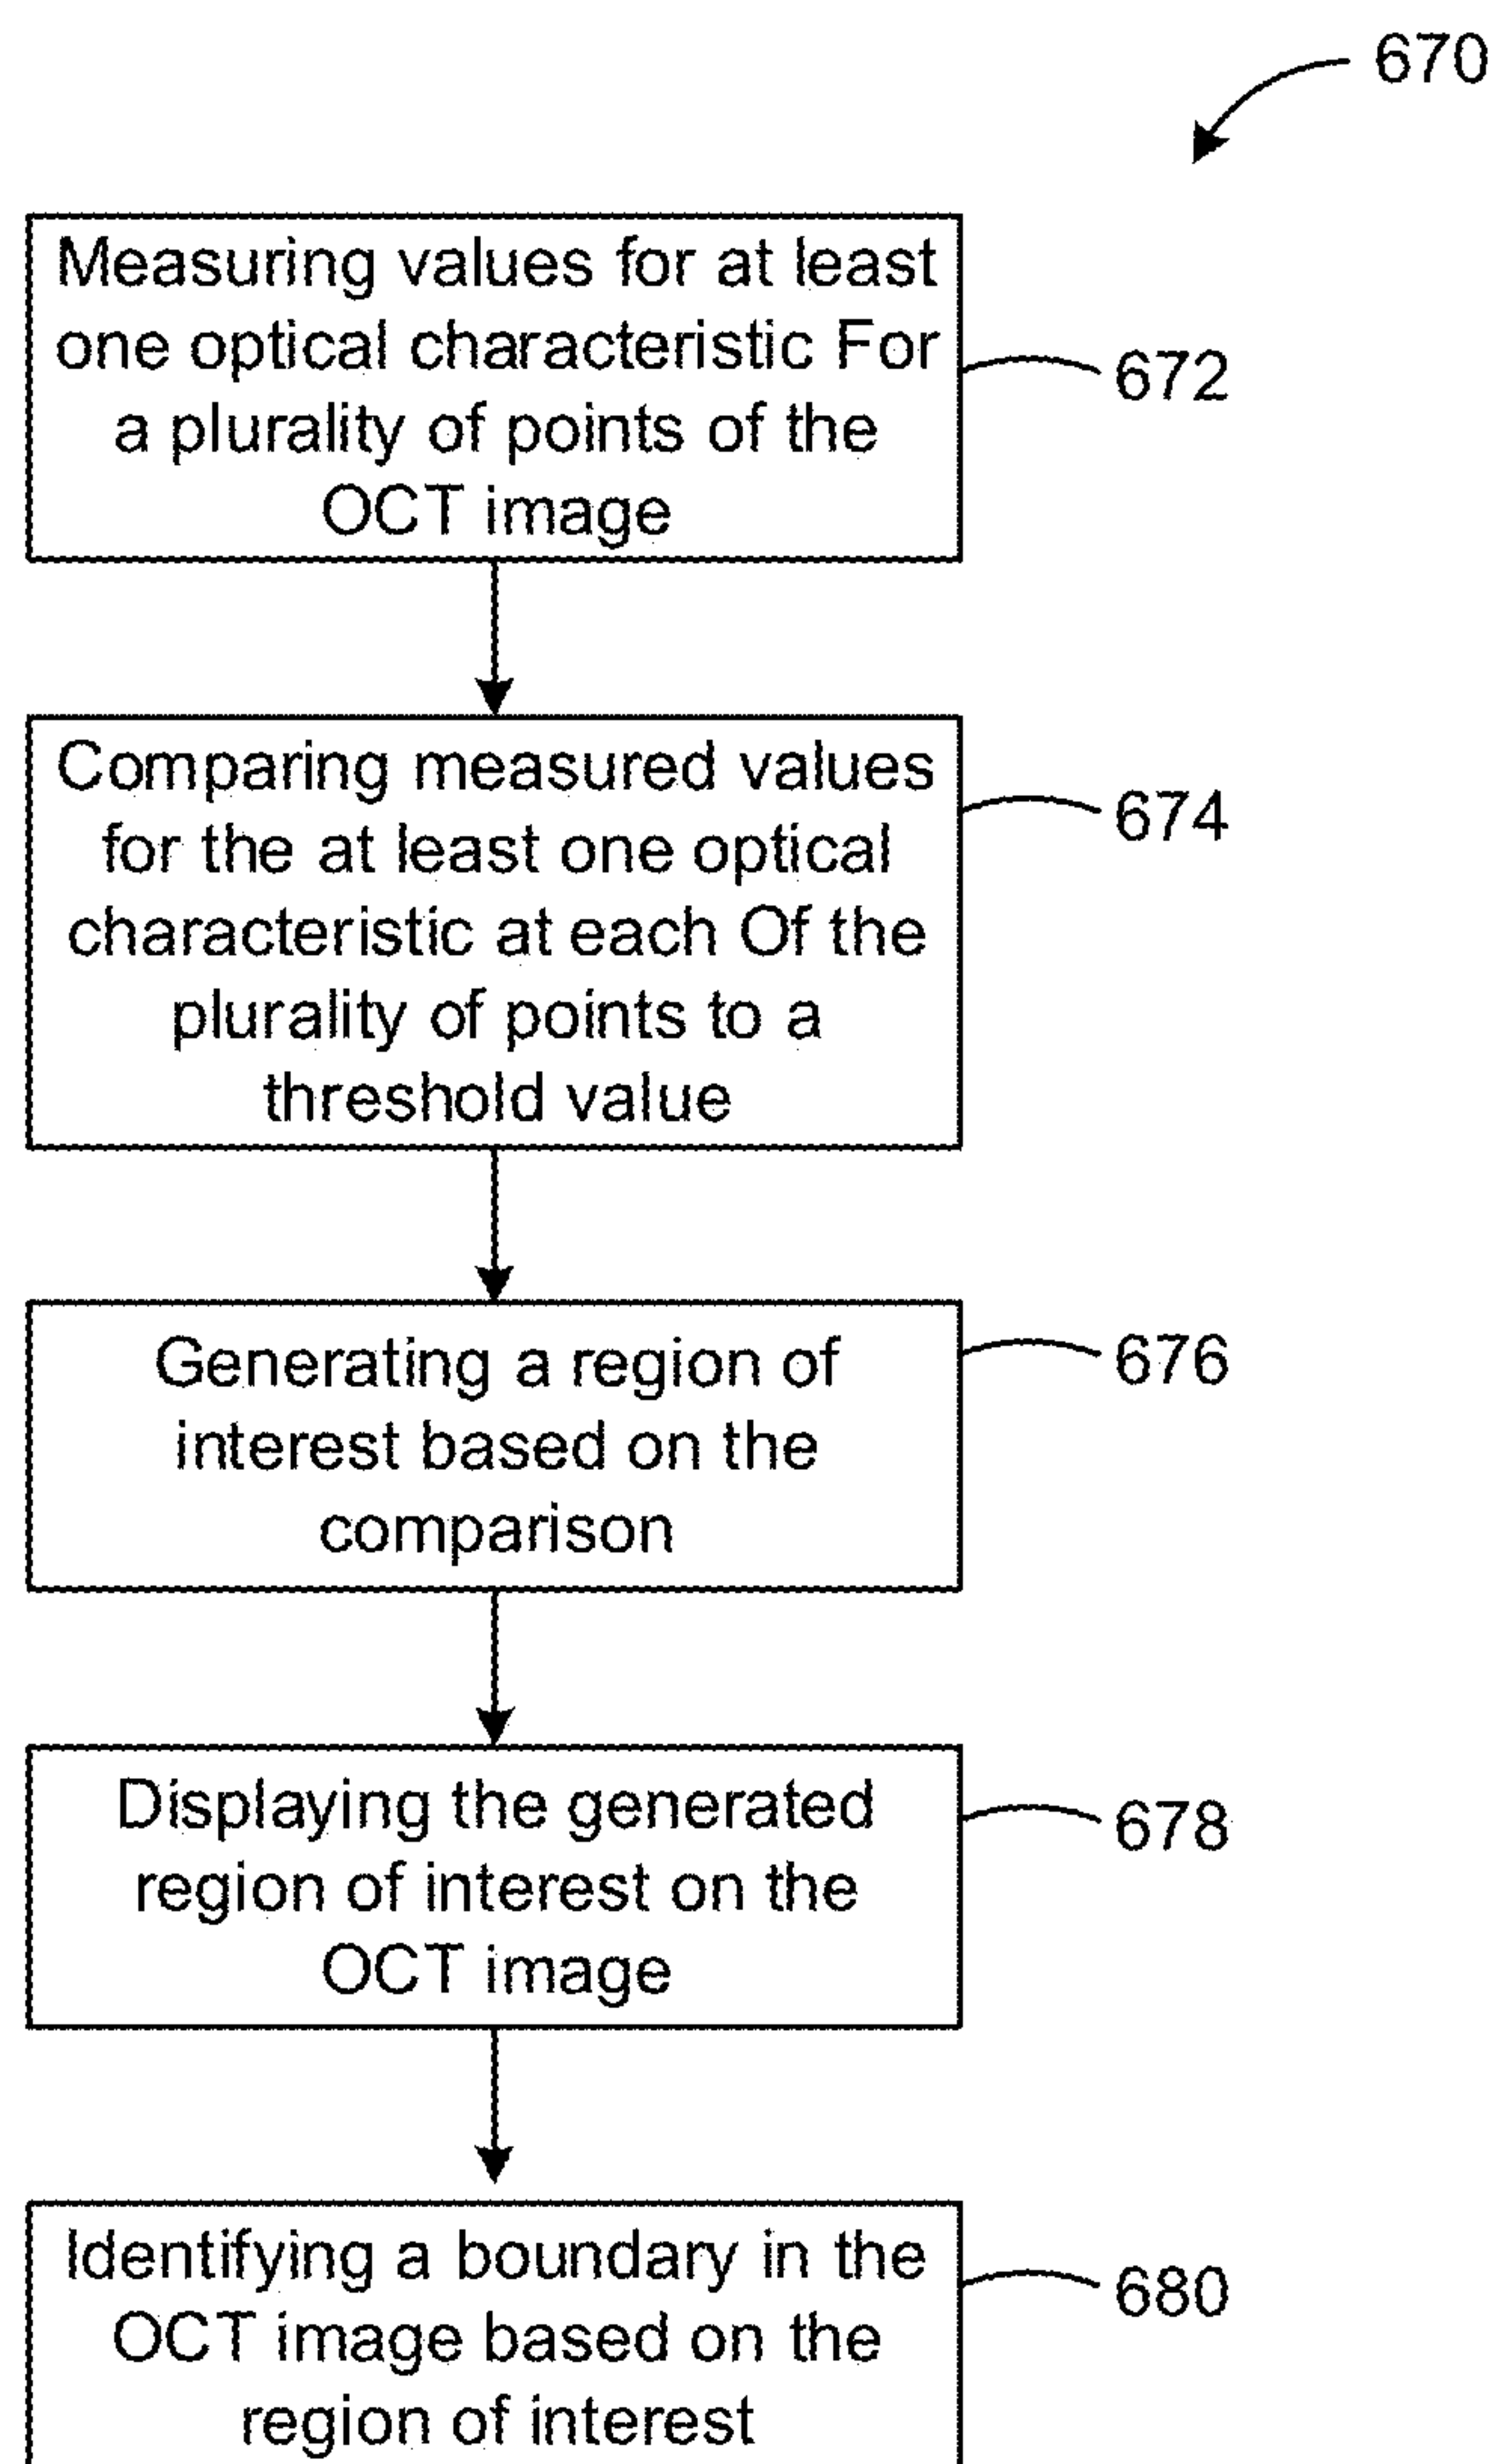 670
Measuring values for at least
one optical characteristic For
a plurality of points of the
OCT image
672
Comparing measured values
for the at least one optical
characteristic at each Of the
plurality of points to a
threshold value
674
Generating a region of
interest based on the
comparison
676
Displaying the generated
region of interest on the
OCT image
678
Identifying a boundary in the
OCT image based on the
region of interest
680